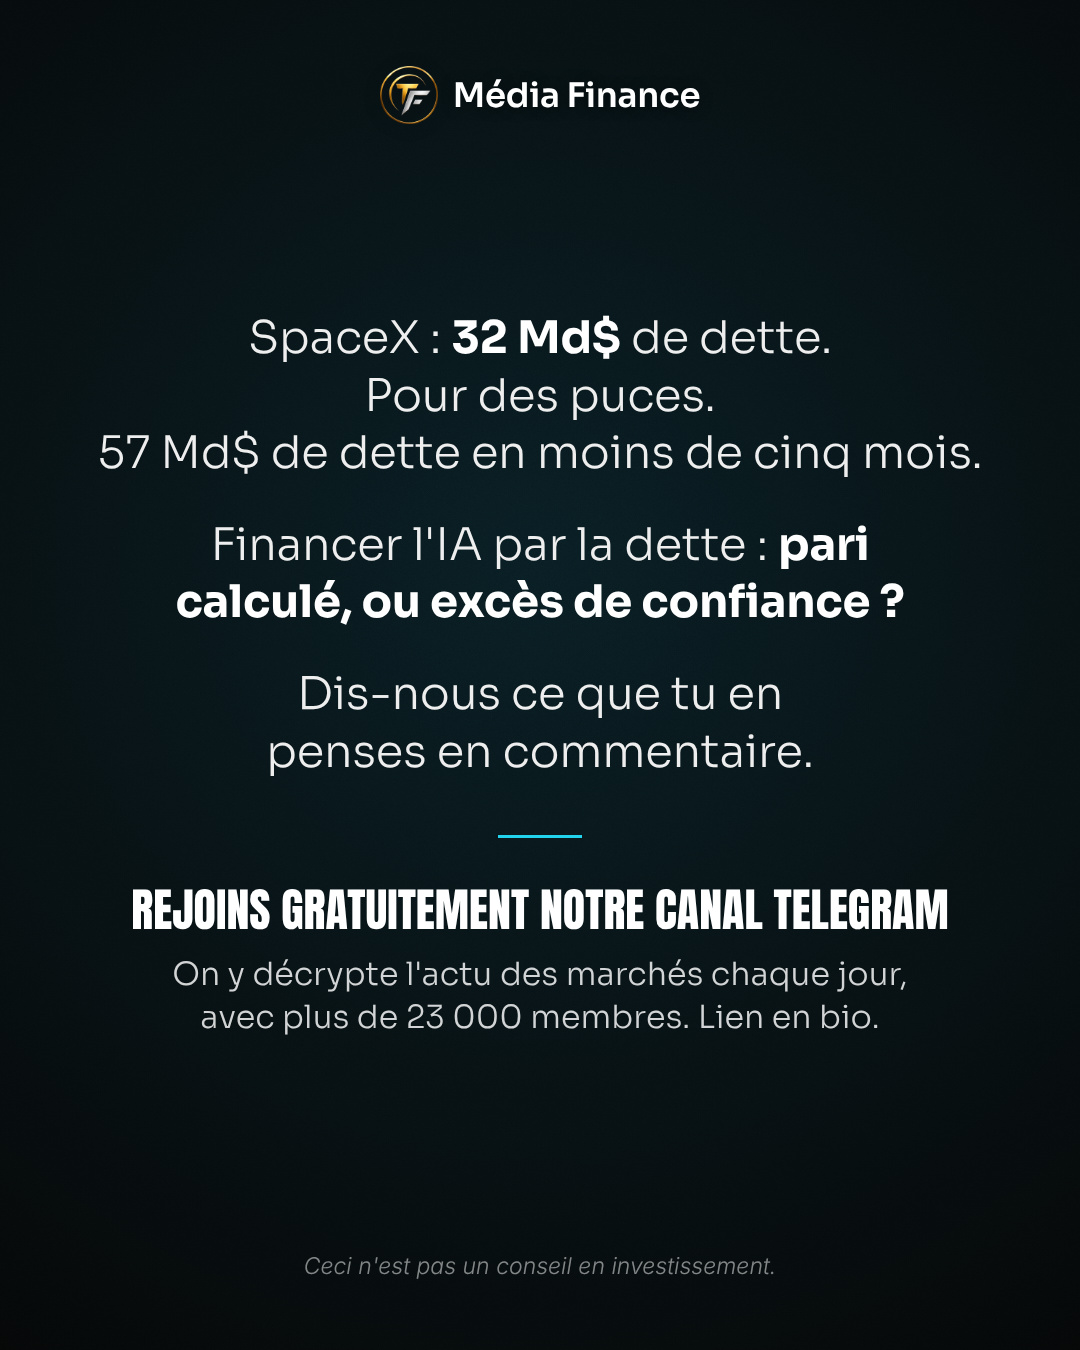 TF Média Finance
SpaceX : 32 Md$ de dette.
Pour des puces.
57 Md$ de dette en moins de cinq mois.
Financer l'IA par la dette : pari
calculé, ou excès de confiance ?
Dis-nous ce que tu en
penses en commentaire.
REJOINS GRATUITEMENT NOTRE CANAL TELEGRAM
On y décrypte l'actu des marchés chaque jour,
avec plus de 23 000 membres. Lien en bio.
Ceci n'est pas un conseil en investissement.